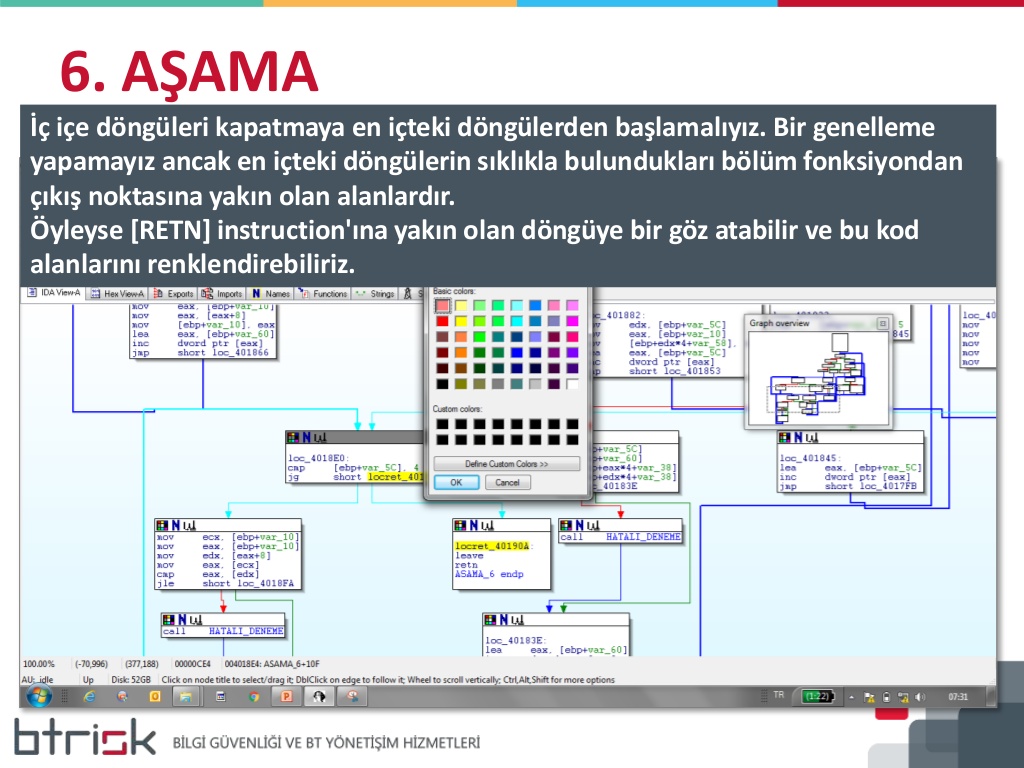 6. AŞAMA
İç içe döngüleri kapatmaya en içteki döngülerden başlamalıyız. Bir genelleme
yapamayız ancak en içteki döngülerin sıklıkla bulundukları bölüm fonksiyondan
çıkış noktasına yakın olan alanlardır.
Öyleyse [RETN] instruction'ına yakın olan döngüye bir göz atabilir ve bu kod
alanlarını renklendirebiliriz.
IDA View-A Hex View-A Exports Imports N Names Functions Strings
Basic colors:
mov eax, [ebp+var_10]
mov eax, [eax+8]
mov [ebp+var_10], eax
lea eax, [ebp+var_60]
inc dword ptr [eax]
jmp short loc_401866
c_401882:
edx, [ebp+var_5C]
eax, [ebp+var_10]
[ebp+edx*4+var_58],
eax, [ebp+var_5C]
dword ptr [eax]
short loc_401853
Graph overview
5
845
loc_40
mov
mov
mov
mov
Custom colors:
Define Custom Colors >>
OK Cancel
loc_4018E0:
cmp [ebp+var_5C], 4
jg short locret_401
+var_5C]
+var_60]
+eax*4+var_38]
+edx*4+var_38]
40183E
loc_401845:
lea eax, [ebp+var_5C]
inc dword ptr [eax]
jmp short loc_4017FB
mov ecx, [ebp+var_10]
mov eax, [ebp+var_10]
mov edx, [eax+8]
mov eax, [ecx]
cmp eax, [edx]
jle short loc_4018FA
locret_40190A:
leave
retn
ASAMA_6 endp
call HATALI_DENEME
call HATALI_DENEME
loc_40183E:
lea eax, [ebp+var_60]
100.00% (-70,996) (377,188) 00000CE4 004018E4: ASAMA_6+10F
AU: idle Up Disk: 52GB Click on node title to select/drag it; DblClick on edge to follow it; Wheel to scroll vertically; Ctrl,Alt,Shift for more options
TR (1:22) 07:31
btrisk BİLGİ GÜVENLİĞİ VE BT YÖNETİŞİM HİZMETLERİ